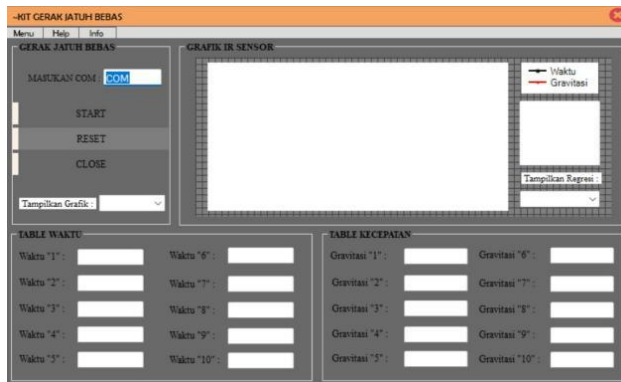 -KIT GERAK JATUH BEBAS
Menu Help Info
GERAK JATUH BEBAS
MASUKAN COM : COM
START
RESET
CLOSE
Tampilkan Grafik :
GRAFIK IR SENSOR
Waktu
Gravitasi
Tampilkan Regresi :
TABLE WAKTU
Waktu "1" : Waktu "6" :
Waktu "2" : Waktu "7" :
Waktu "3" : Waktu "8" :
Waktu "4" : Waktu "9" :
Waktu "5" : Waktu "10" :
TABLE KECEPATAN
Gravitasi "1" : Gravitasi "6" :
Gravitasi "2" : Gravitasi "7" :
Gravitasi "3" : Gravitasi "8" :
Gravitasi "4" : Gravitasi "9" :
Gravitasi "5" : Gravitasi "10" :